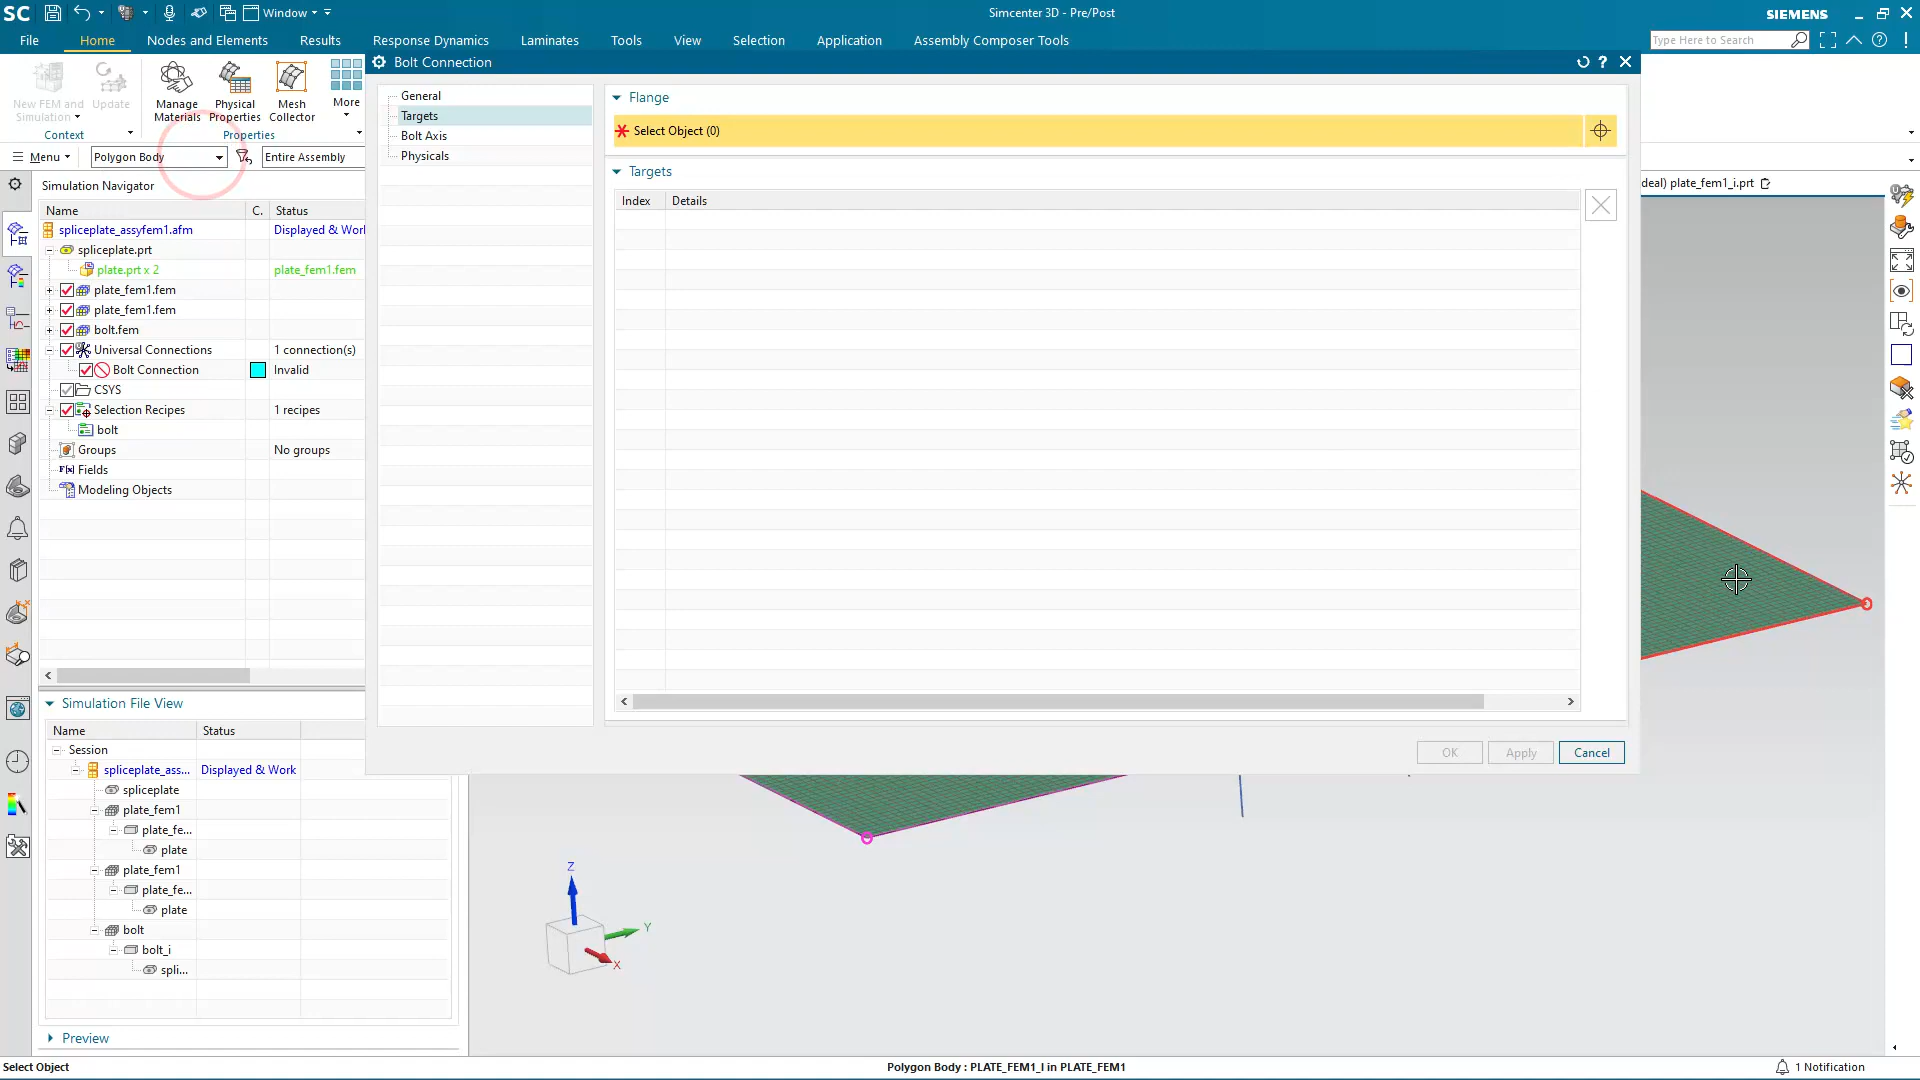 SC
Window
Simcenter 3D - Pre/Post
SIEMENS
File
Home
Nodes and Elements
Results
Response Dynamics
Laminates
Tools
View
Selection
Application
Assembly Composer Tools
Type Here to Search
New FEM and
Simulation
Update
Manage
Materials
Physical
Properties
Mesh
Collector
More
Context
Properties
Menu
Polygon Body
Entire Assembly
Bolt Connection
General
Targets
Bolt Axis
Physicals
Flange
Select Object (0)
Targets
Index
Details
OK
Apply
Cancel
deal) plate_fem1_i.prt
Simulation Navigator
Name
C.
Status
spliceplate_assyfem1.afm
Displayed & Worl
spliceplate.prt
plate.prt x 2
plate_fem1.fem
plate_fem1.fem
plate_fem1.fem
bolt.fem
Universal Connections
1 connection(s)
Bolt Connection
Invalid
CSYS
Selection Recipes
1 recipes
bolt
Groups
No groups
Fields
Modeling Objects
Simulation File View
Name
Status
Session
spliceplate_ass...
Displayed & Work
spliceplate
plate_fem1
plate_fe...
plate
plate_fem1
plate_fe...
plate
bolt
bolt_i
spli...
Preview
Z
Y
X
Select Object
Polygon Body : PLATE_FEM1_I in PLATE_FEM1
1 Notification